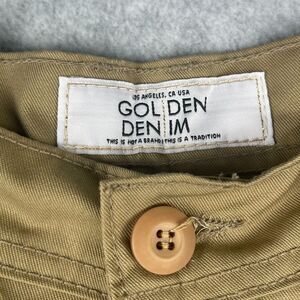 LOS ANGELES, CA USA
GOLDEN
DENIM
THIS IS NOT A BRAND THIS IS A TRADITION